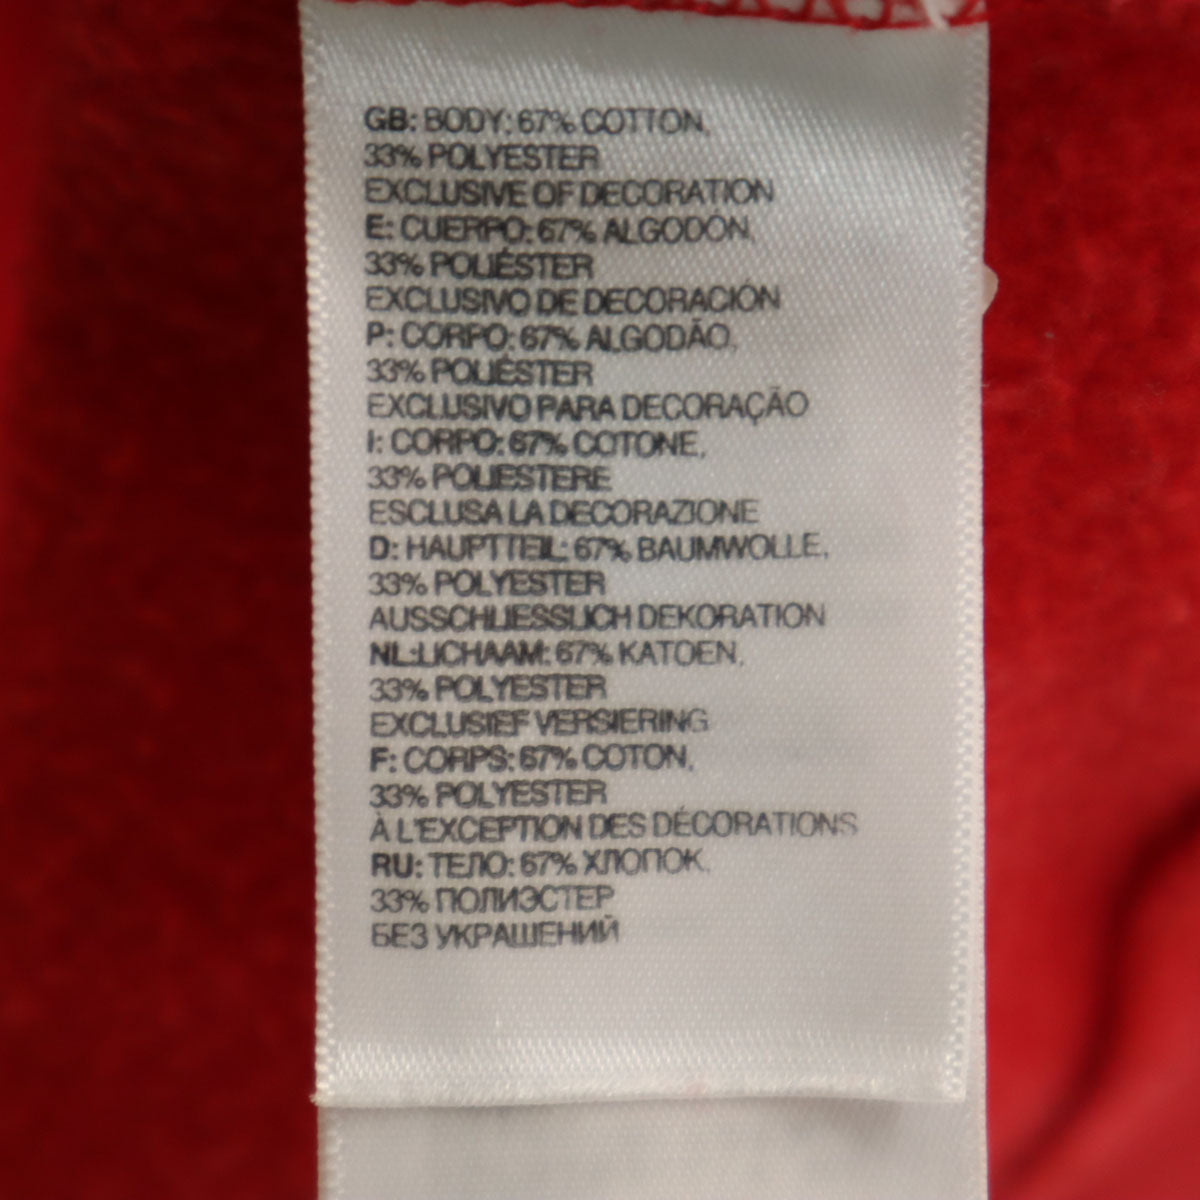 GB: BODY: 67% COTTON,
33% POLYESTER
EXCLUSIVE OF DECORATION
E: CUERPO: 67% ALGODÓN,
33% POLIÉSTER
EXCLUSIVO DE DECORACIÓN
P: CORPO: 67% ALGODÃO,
33% POLIÉSTER
EXCLUSIVO PARA DECORAÇÃO
I: CORPO: 67% COTONE,
33% POLIESTERE
ESCLUSA LA DECORAZIONE
D: HAUPTTEIL: 67% BAUMWOLLE,
33% POLYESTER
AUSSCHLIESSLICH DEKORATION
NL:LICHAAM: 67% KATOEN,
33% POLYESTER
EXCLUSIEF VERSIERING
F: CORPS: 67% COTON,
33% POLYESTER
À L'EXCEPTION DES DÉCORATIONS
RU: ТЕЛО: 67% ХЛОПОК,
33% ПОЛИЭСТЕР
БЕЗ УКРАШЕНИЙ